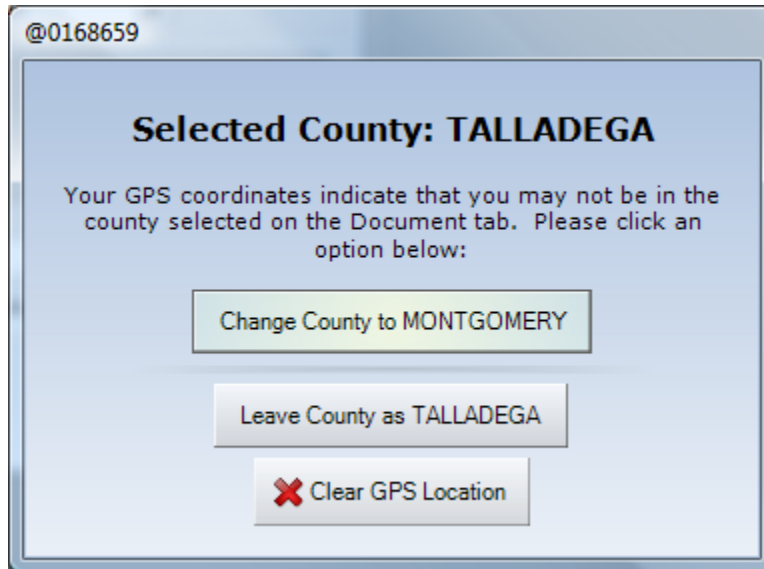 @0168659
Selected County: TALLADEGA
Your GPS coordinates indicate that you may not be in the
county selected on the Document tab.  Please click an
option below:
Change County to MONTGOMERY
Leave County as TALLADEGA
Clear GPS Location